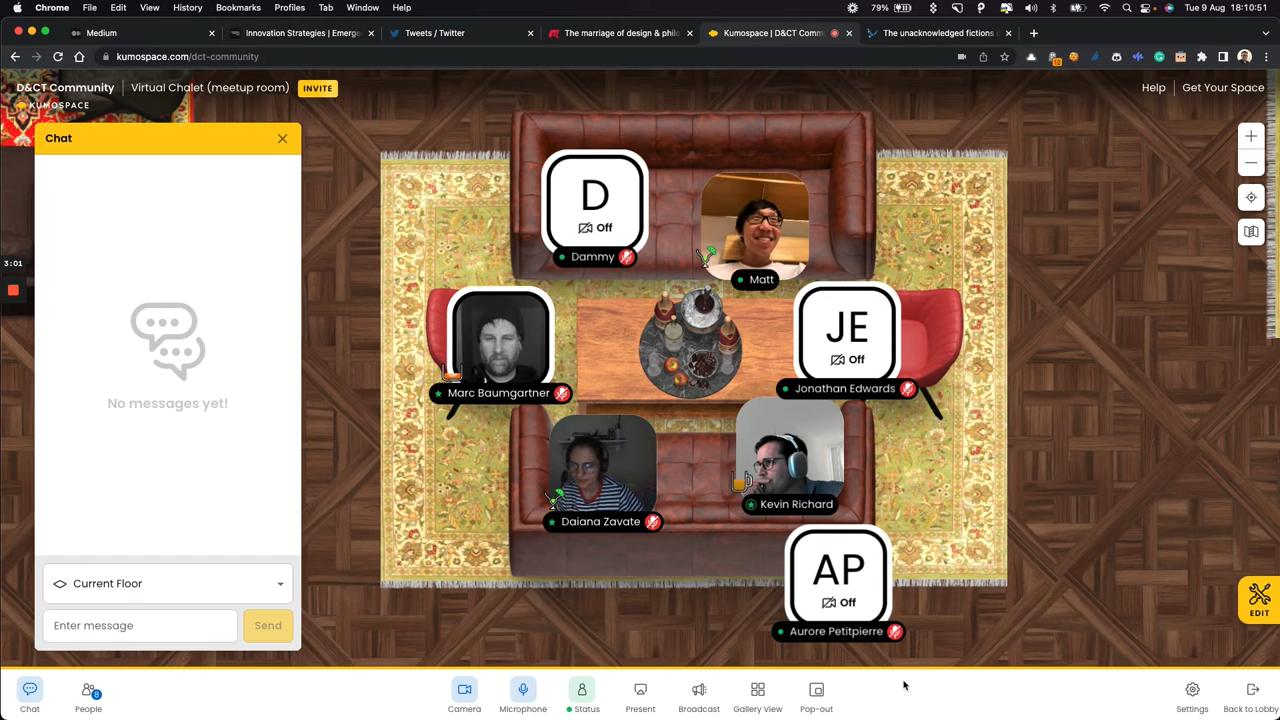 Chrome File Edit View History Bookmarks Profiles Tab Window Help 79% Tue 9 Aug 18:10:51
Medium Innovation Strategies | Emerge Tweets / Twitter The marriage of design & philo Kumospace | D&CT Comm The unacknowledged fictions c
kumospace.com/dct-community
D&CT Community Virtual Chalet (meetup room) INVITE Help Get Your Space
KUMOSPACE
Chat
D
Off
Dammy
Matt
3:01
JE
Off
Jonathan Edwards
Marc Baumgartner
No messages yet!
Kevin Richard
Daiana Zavate
AP
Off
Aurore Petitpierre
Current Floor
EDIT
Enter message Send
8
Chat People Camera Microphone Status Present Broadcast Gallery View Pop-out Settings Back to Lobby